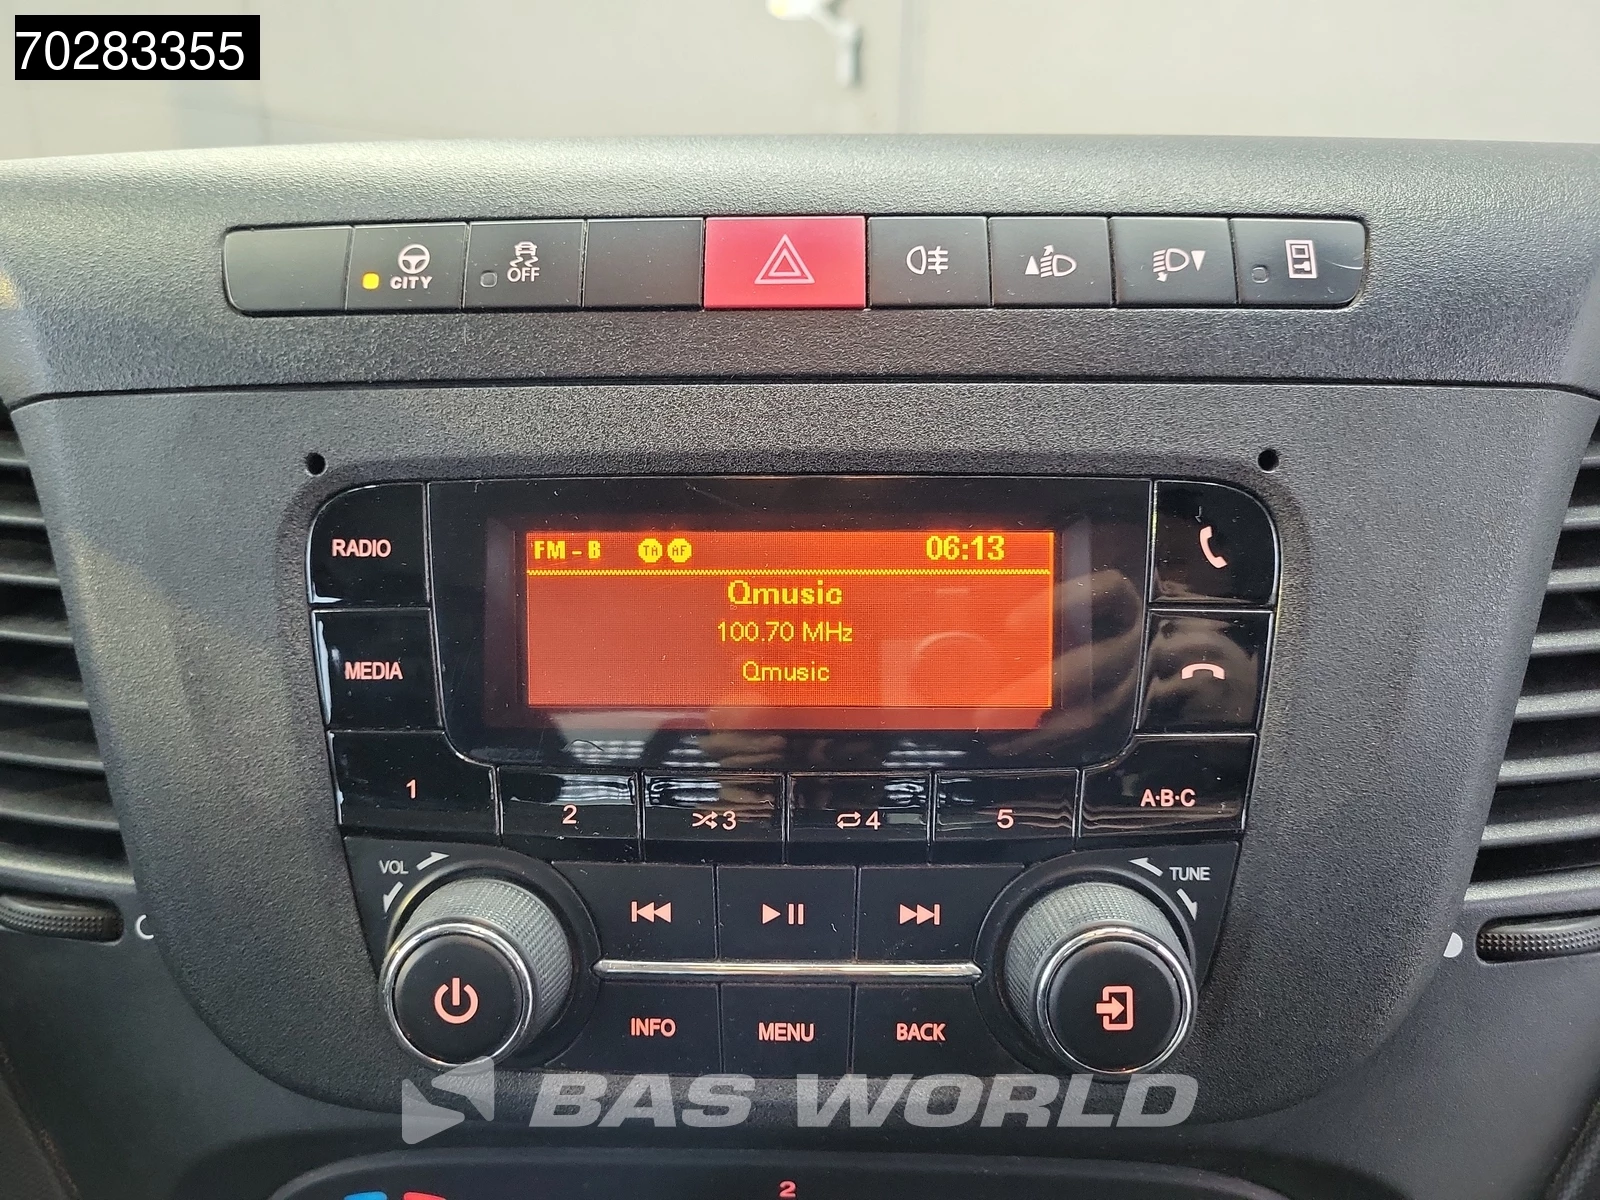 70283355
CITY
OFF
RADIO
FM - B TA AF 06:13
Qmusic
100.70 MHz
Qmusic
MEDIA
1 2 3 4 5 A·B·C
VOL
TUNE
INFO MENU BACK
BAS WORLD
2